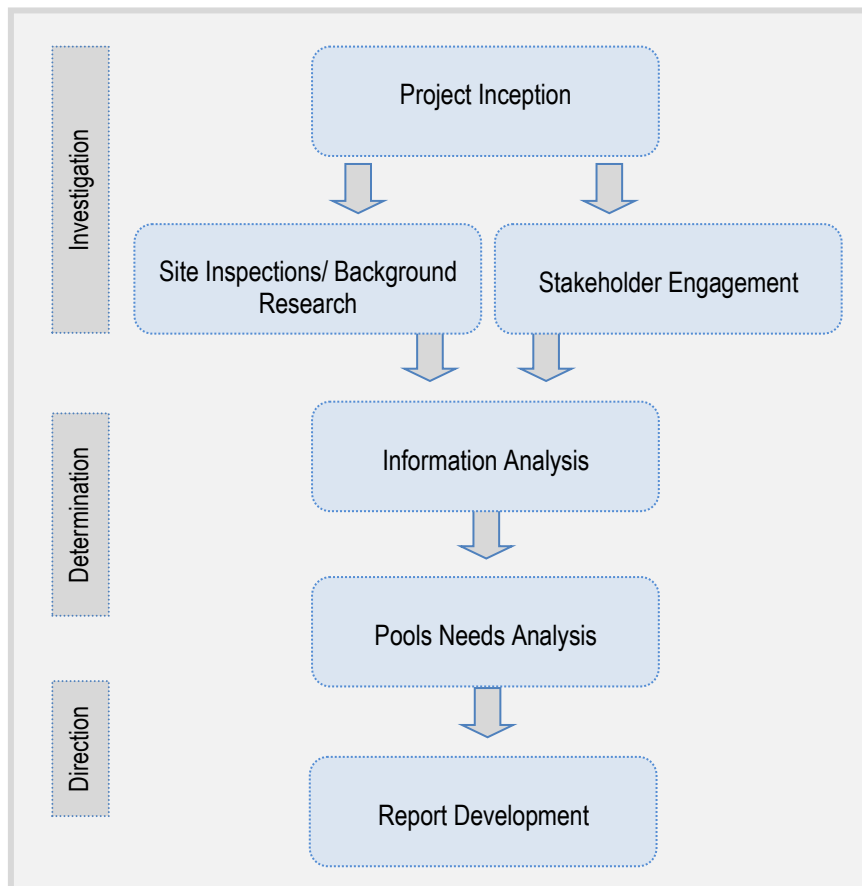 Investigation
Project Inception
Site Inspections/ Background
Research
Stakeholder Engagement
Determination
Information Analysis
Pools Needs Analysis
Direction
Report Development